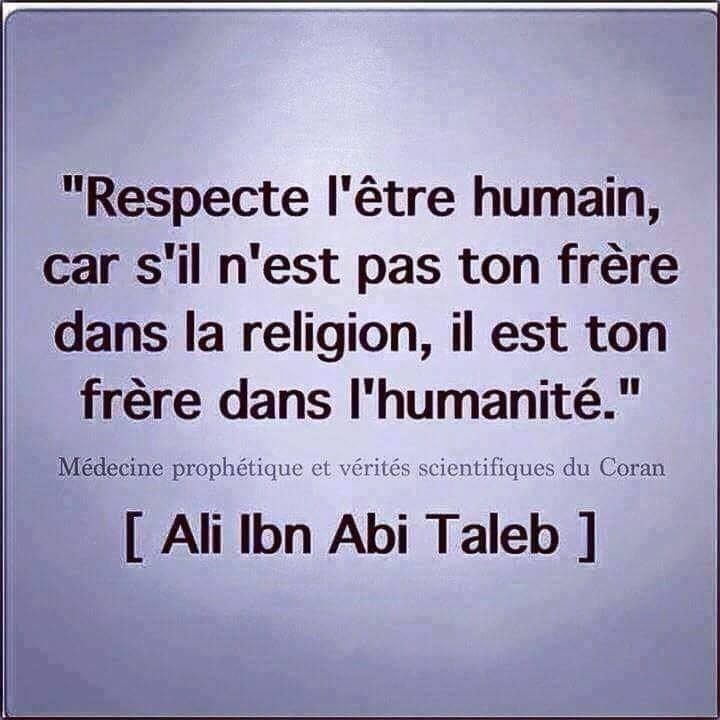 "Respecte l'être humain,
car s'il n'est pas ton frère
dans la religion, il est ton
frère dans l'humanité."
Médecine prophétique et vérités scientifiques du Coran
[ Ali Ibn Abi Taleb ]